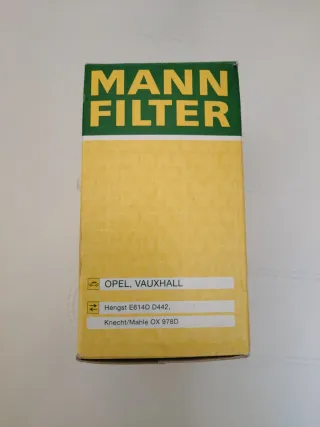 MANN
FILTER
OPEL, VAUXHALL
Hengst E614D D442,
Knecht/Mahle OX 978D